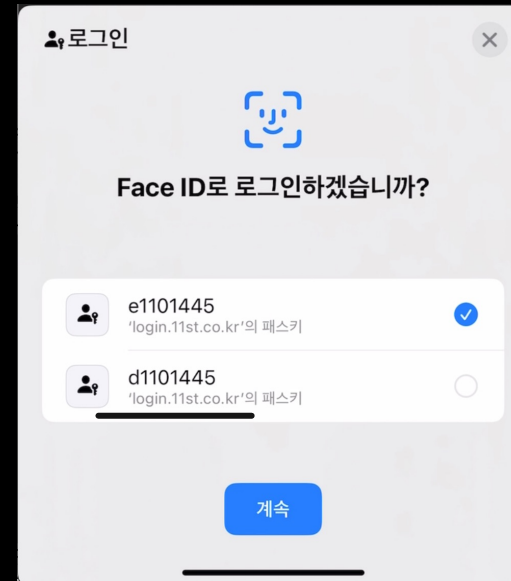 로그인
Face ID로 로그인하겠습니까?
e1101445
'login.11st.co.kr'의 패스키
d1101445
'login.11st.co.kr'의 패스키
계속